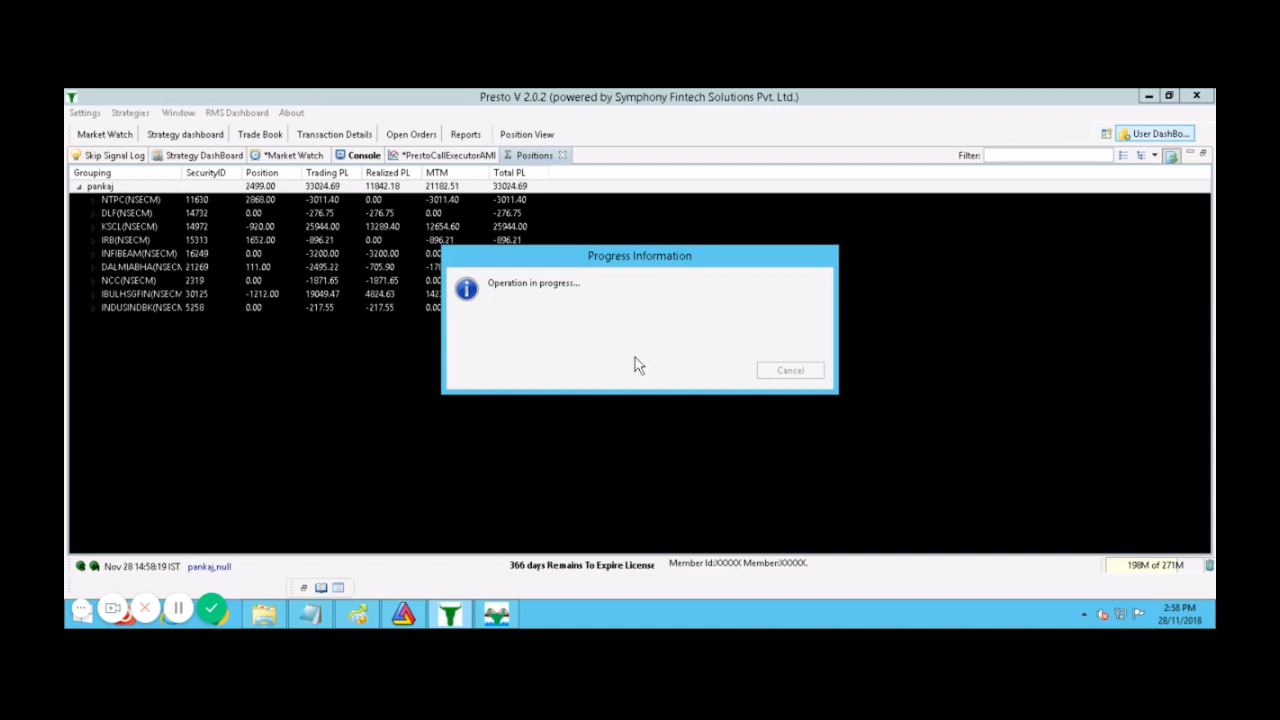 Presto V 2.0.2 (powered by Symphony Fintech Solutions Pvt. Ltd.)
Settings Strategies Window RMS Dashboard About
Market Watch Strategy dashboard Trade Book Transaction Details Open Orders Reports Position View User DashBo...
Skip Signal Log Strategy DashBoard *Market Watch Console *PrestoCallExecutorAMI Σ Positions Filter:
Grouping SecurityID Position Trading PL Realized PL MTM Total PL
pankaj 2499.00 33024.69 11842.18 21182.51 33024.69
NTPC(NSECM) 11630 2868.00 -3011.40 0.00 -3011.40 -3011.40
DLF(NSECM) 14732 0.00 -276.75 -276.75 0.00 -276.75
KSCL(NSECM) 14972 -920.00 25944.00 13289.40 12654.60 25944.00
IRB(NSECM) 15313 1652.00 -896.21 0.00 -896.21 -896.21
INFIBEAM(NSECM) 16249 0.00 -3200.00 -3200.00 0.00
DALMIABHA(NSECM 21269 111.00 -2495.22 -705.90 -17
NCC(NSECM) 2319 0.00 -1871.65 -1871.65 0.00
IBULHSGFIN(NSECM 30125 -1212.00 19049.47 4824.63 142
INDUSINDBK(NSECM 5258 0.00 -217.55 -217.55 0.00
Progress Information
Operation in progress...
Cancel
Nov 28 14:58:19 IST pankaj,null 366 days Remains To Expire License Member Id:XXXXX Member:XXXXX. 198M of 271M
2:58 PM
28/11/2018